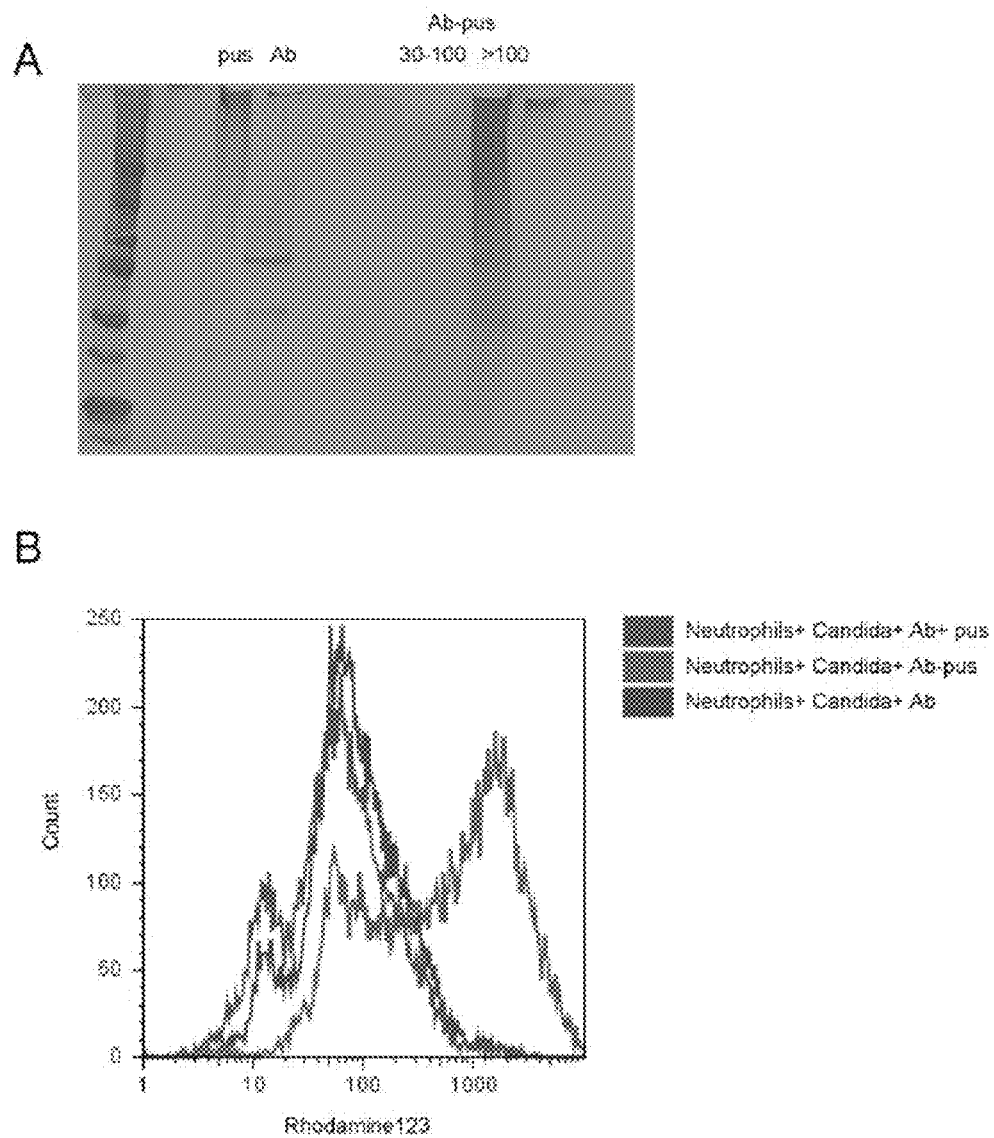 A
Ab-pus
pus Ab
30-100 >100
B
250
200
150
100
50
0
1
10
100
1000
Count
Rhodamine123
Neutrophils+ Candida+ Ab+ pus
Neutrophils+ Candida+ Ab-pus
Neutrophils+ Candida+ Ab